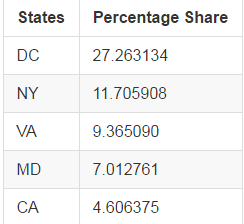 States Percentage Share
DC 27.263134
NY 11.705908
VA 9.365090
MD 7.012761
CA 4.606375